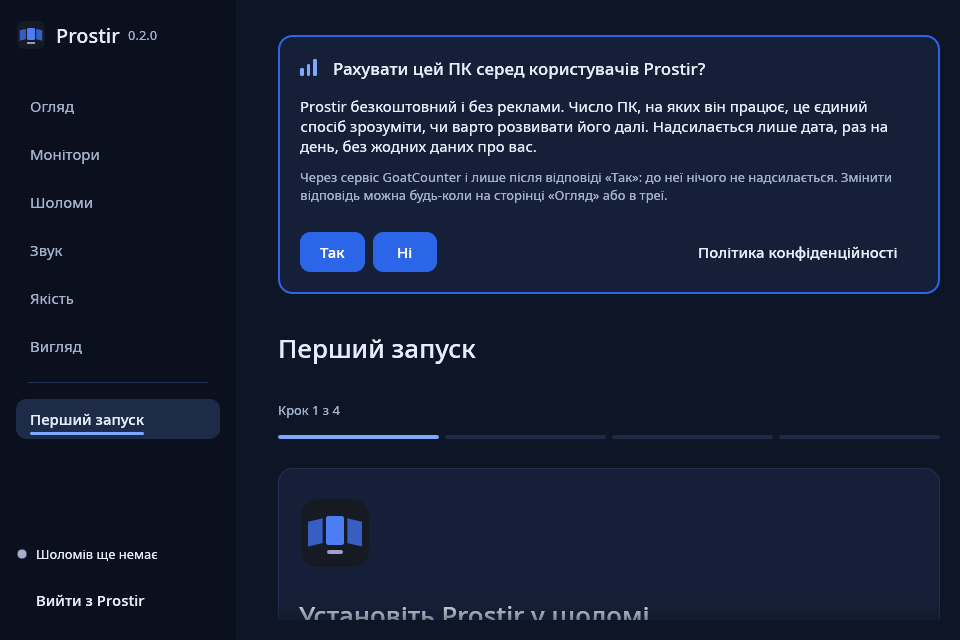 Prostir 0.2.0
Огляд
Монітори
Шоломи
Звук
Якість
Вигляд
Перший запуск
Шоломів ще немає
Вийти з Prostir
Рахувати цей ПК серед користувачів Prostir?
Prostir безкоштовний і без реклами. Число ПК, на яких він працює, це єдиний
спосіб зрозуміти, чи варто розвивати його далі. Надсилається лише дата, раз на
день, без жодних даних про вас.
Через сервіс GoatCounter і лише після відповіді «Так»: до неї нічого не надсилається. Змінити
відповідь можна будь-коли на сторінці «Огляд» або в треї.
Так
Ні
Політика конфіденційності
Перший запуск
Крок 1 з 4
Установіть Prostir у шоломі